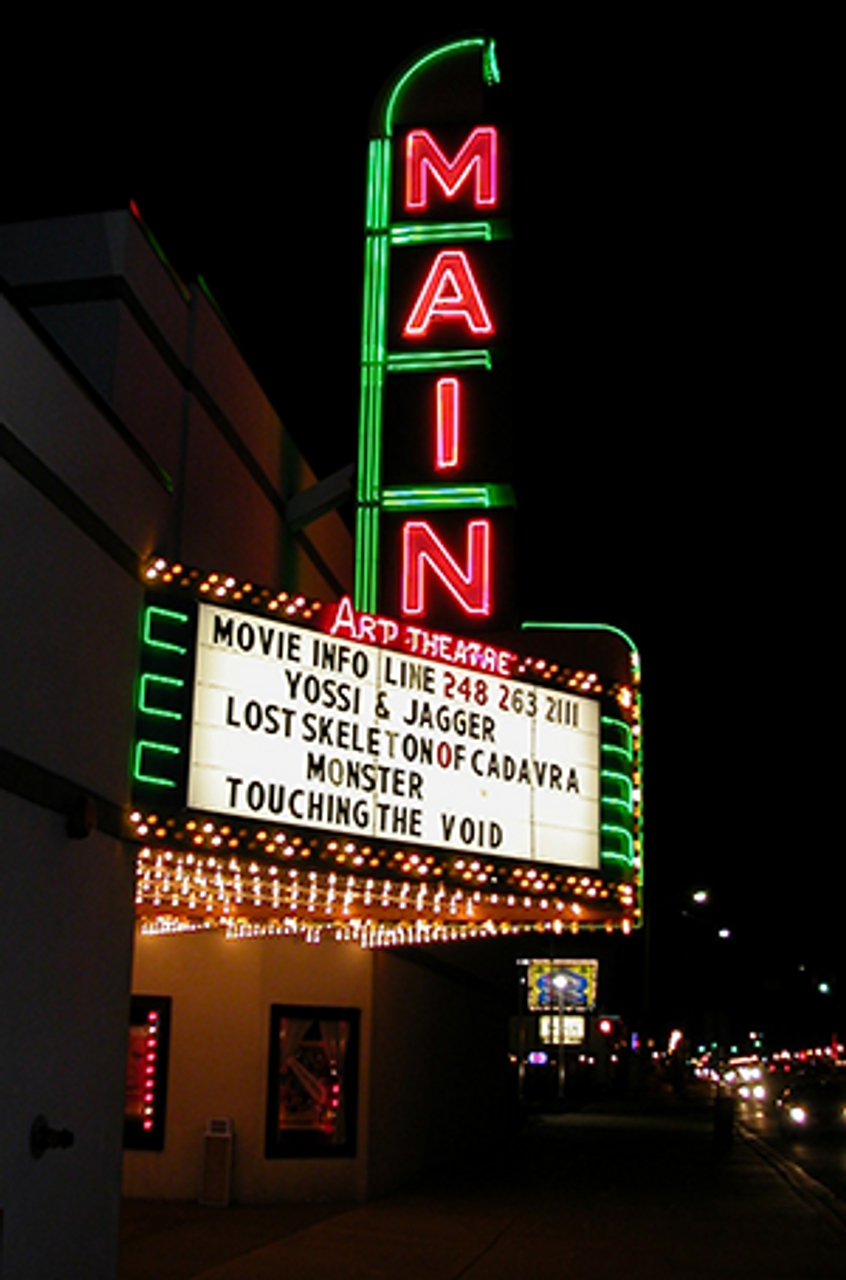 MAIN
ART THEATRE
MOVIE INFO LINE 248 263 2111
YOSSI & JAGGER
LOST SKELETON OF CADAVRA
MONSTER
TOUCHING THE VOID